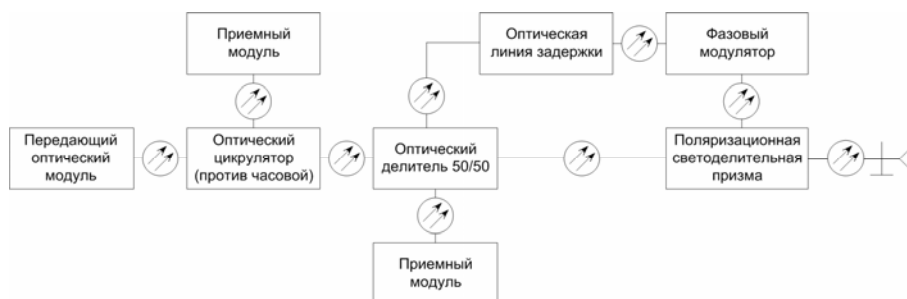 Приемный
модуль
Оптическая
линия задержки
Фазовый
модулятор
Передающий
оптический
модуль
Оптический
цикрулятор
(против часовой)
Оптический
делитель 50/50
Поляризационная
светоделительная
призма
Приемный
модуль